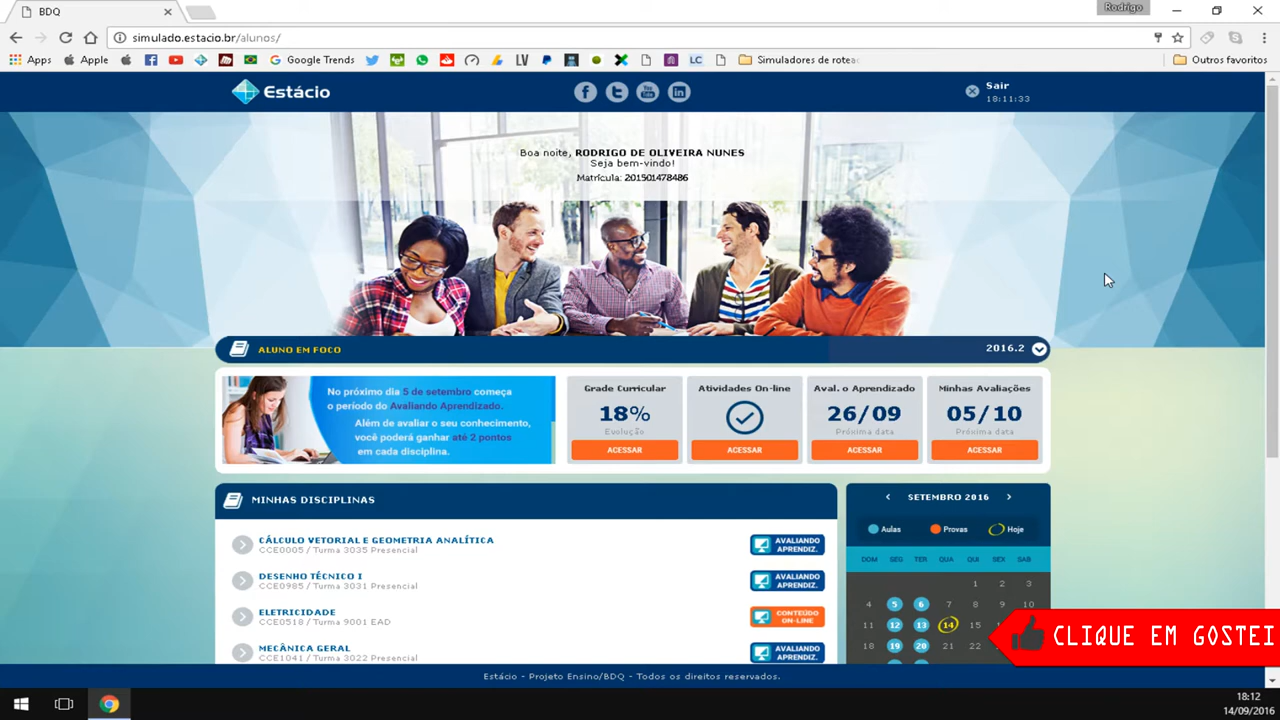 BDQ
Rodrigo
simulado.estacio.br/alunos/
Apps
Apple
Google Trends
LV
LC
Simuladores de rotea
Outros favoritos
Estácio
Sair
18:11:33
Boa noite, RODRIGO DE OLIVEIRA NUNES
Seja bem-vindo!
Matrícula: 201501478486
ALUNO EM FOCO
2016.2
No próximo dia 5 de setembro começa
o período do Avaliando Aprendizado.
Além de avaliar o seu conhecimento,
você poderá ganhar até 2 pontos
em cada disciplina.
Grade Curricular
18%
Evolução
ACESSAR
Atividades On-line
ACESSAR
Aval. o Aprendizado
26/09
Próxima data
ACESSAR
Minhas Avaliações
05/10
Próxima data
ACESSAR
MINHAS DISCIPLINAS
CÁLCULO VETORIAL E GEOMETRIA ANALÍTICA
CCE0005 / Turma 3035 Presencial
AVALIANDO
APRENDIZ.
DESENHO TÉCNICO I
CCE0985 / Turma 3031 Presencial
AVALIANDO
APRENDIZ.
ELETRICIDADE
CCE0518 / Turma 9001 EAD
CONTEÚDO
ON-LINE
MECÂNICA GERAL
CCE1041 / Turma 3022 Presencial
AVALIANDO
APRENDIZ.
SETEMBRO 2016
Aulas Provas Hoje
DOM SEG TER QUA QUI SEX SAB
1 2 3
4 5 6 7 8 9 10
11 12 13 14 15
18 19 20 21 22
CLIQUE EM GOSTEI
Estácio - Projeto Ensino/BDQ - Todos os direitos reservados.
18:12
14/09/2016